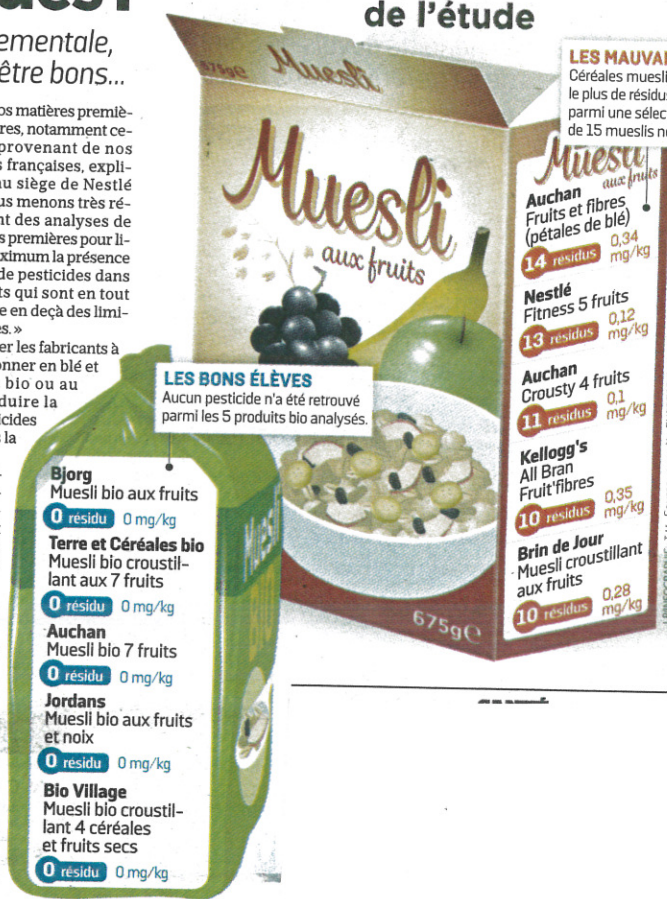 de l'étude
ementale,
être bons...
os matières premiè-
res, notamment ce-
provenant de nos
s françaises, expli-
au siège de Nestlé
us menons très ré-
nt des analyses de
s premières pour li-
ximum la présence
de pesticides dans
ts qui sont en tout
e en deçà des limi-
es. »
er les fabricants à
onner en blé et
bio ou au
duire la
icides
la
675g℮ Muesli
Muesli
aux fruits
675g℮
LES MAUVAI
Céréales muesli
le plus de résidus
parmi une sélec
de 15 mueslis n
Muesli
aux fruits
Auchan
Fruits et fibres
(pétales de blé)
14 résidus 0,34 mg/kg
Nestlé
Fitness 5 fruits
13 résidus 0,12 mg/kg
Auchan
Crousty 4 fruits
11 résidus 0,1 mg/kg
Kellogg's
All Bran
Fruit'fibres
10 résidus 0,35 mg/kg
Brin de Jour
Muesli croustillant
aux fruits
10 résidus 0,28 mg/kg
LES BONS ÉLÈVES
Aucun pesticide n'a été retrouvé
parmi les 5 produits bio analysés.
Bjorg
Muesli bio aux fruits
0 résidu 0 mg/kg
Terre et Céréales bio
Muesli bio croustil-
lant aux 7 fruits
0 résidu 0 mg/kg
Auchan
Muesli bio 7 fruits
0 résidu 0 mg/kg
Jordans
Muesli bio aux fruits
et noix
0 résidu 0 mg/kg
Bio Village
Muesli bio croustil-
lant 4 céréales
et fruits secs
0 résidu 0 mg/kg
Muesli
BIO